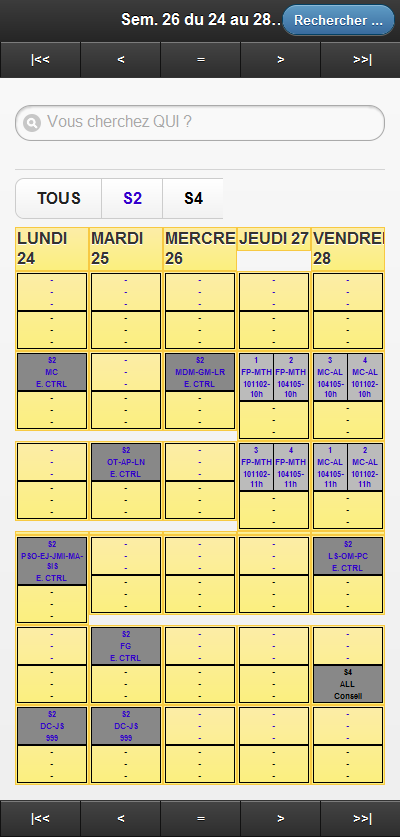 Sem. 26 du 24 au 28...
Rechercher ...
|<< < = > >>|
Vous cherchez QUI ?
TOUS S2 S4
LUNDI 24
MARDI 25
MERCRE 26
JEUDI 27
VENDRE 28
- - - - -
- - - - -
- - - - -
- - - - -
- - - - -
- - - - -
S2
MC
E. CTRL
-
-
-
S2
MDM-GM-LR
E. CTRL
1
FP-MTH
101102-
10h
2
FP-MTH
104105-
10h
3
MC-AL
104105-
10h
4
MC-AL
101102-
10h
- - - - -
- - - - -
- - - - -
-
-
-
S2
OT-AP-LN
E. CTRL
-
-
-
3
FP-MTH
101102-
11h
4
FP-MTH
104105-
11h
1
MC-AL
104105-
11h
2
MC-AL
101102-
11h
- - - - -
- - - - -
- - - - -
S2
PSO-EJ-JMI-MA-
SIS
E. CTRL
-
-
-
-
-
-
-
-
-
S2
LS-OM-PC
E. CTRL
- - - - -
- - - - -
- - - - -
-
-
-
S2
FG
E. CTRL
-
-
-
-
-
-
-
-
-
- - - -
- - - -
- - - -
S4
ALL
Conseil
S2
DC-JS
999
S2
DC-JS
999
-
-
-
-
-
-
-
-
-
- - - - -
- - - - -
- - - - -
|<< < = > >>|